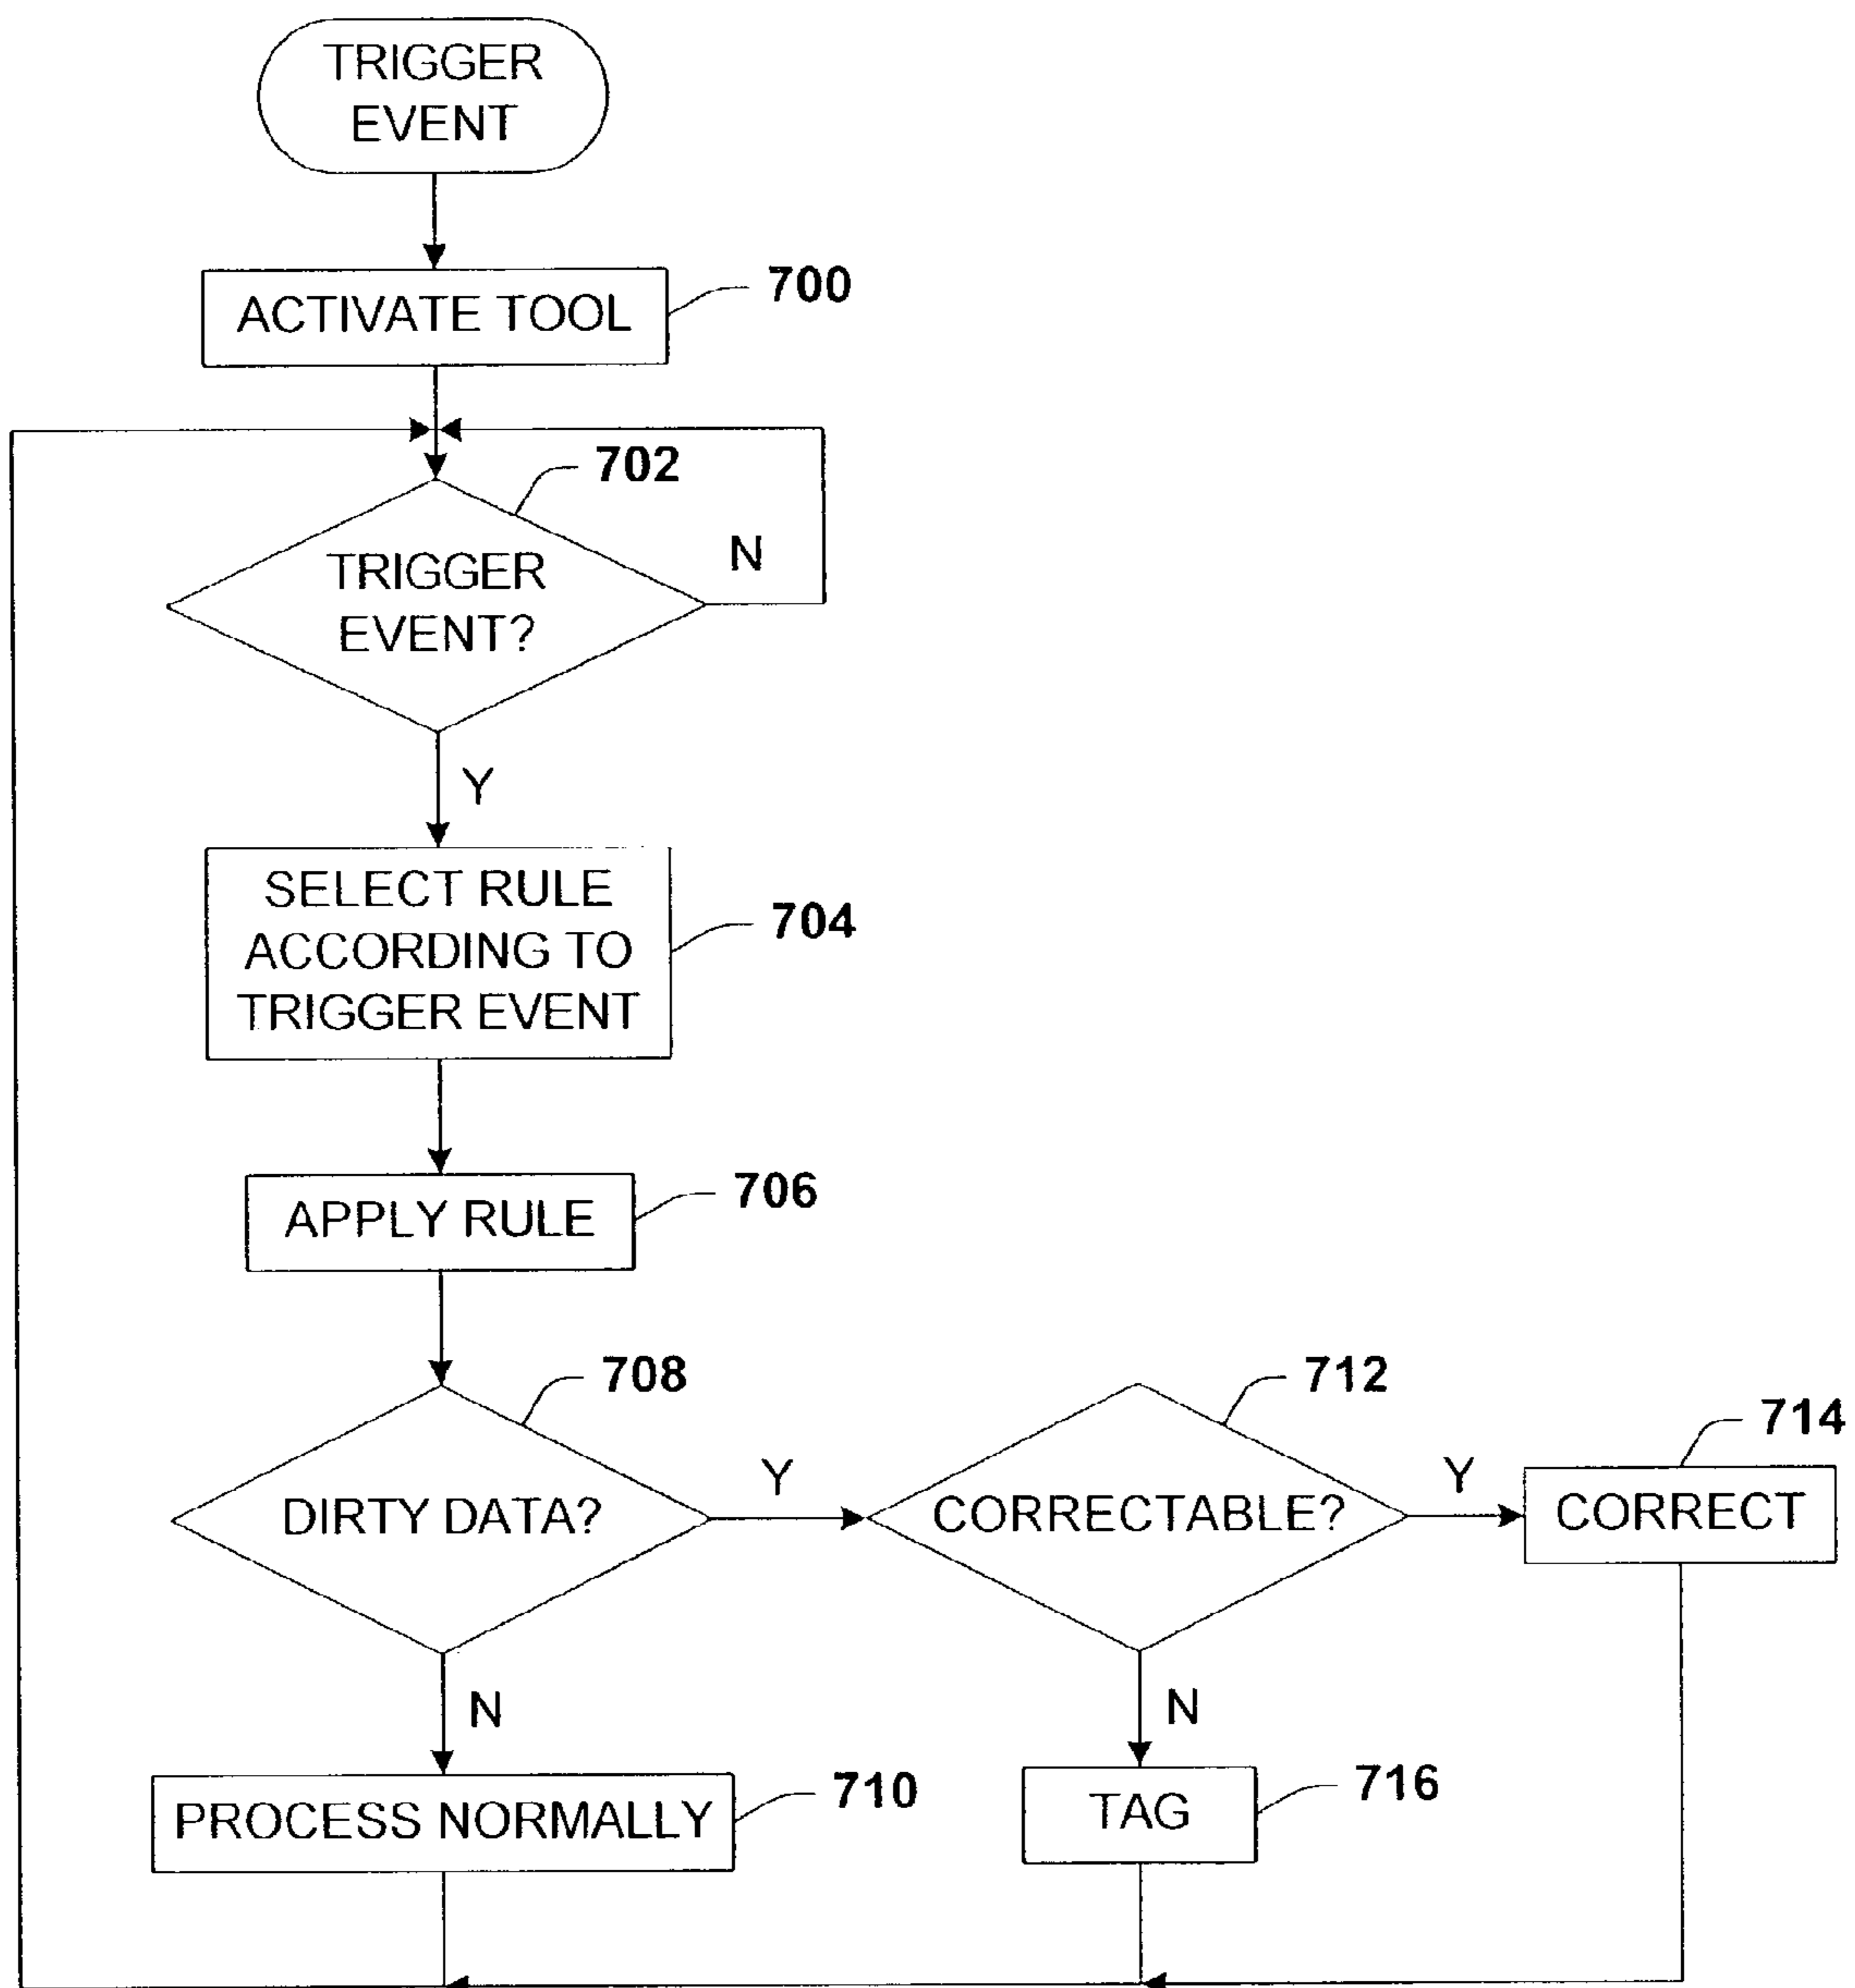 TRIGGER
EVENT
ACTIVATE TOOL
700
702
TRIGGER
EVENT?
N
Y
SELECT RULE
ACCORDING TO
TRIGGER EVENT
704
APPLY RULE
706
708
DIRTY DATA?
Y
712
CORRECTABLE?
Y
714
CORRECT
N
PROCESS NORMALLY
710
N
TAG
716